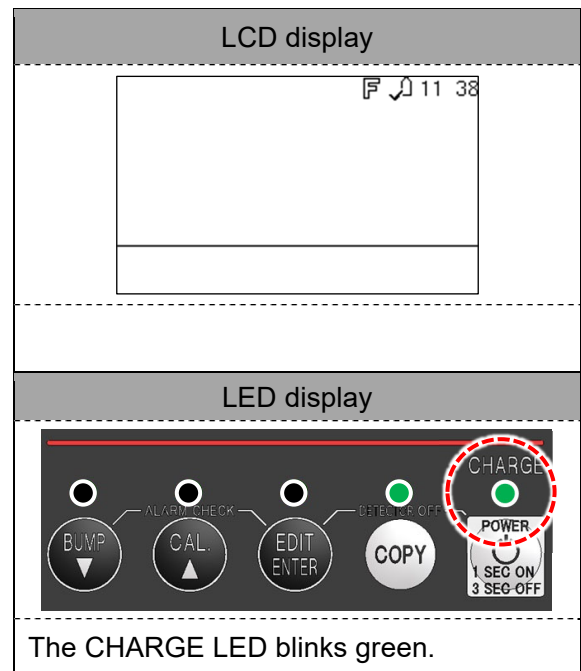 LCD display
F 11 38
LED display
CHARGE
ALARM CHECK
DETECTOR OFF
BUMP
CAL.
EDIT
ENTER
COPY
POWER
1 SEC ON
3 SEC OFF
The CHARGE LED blinks green.